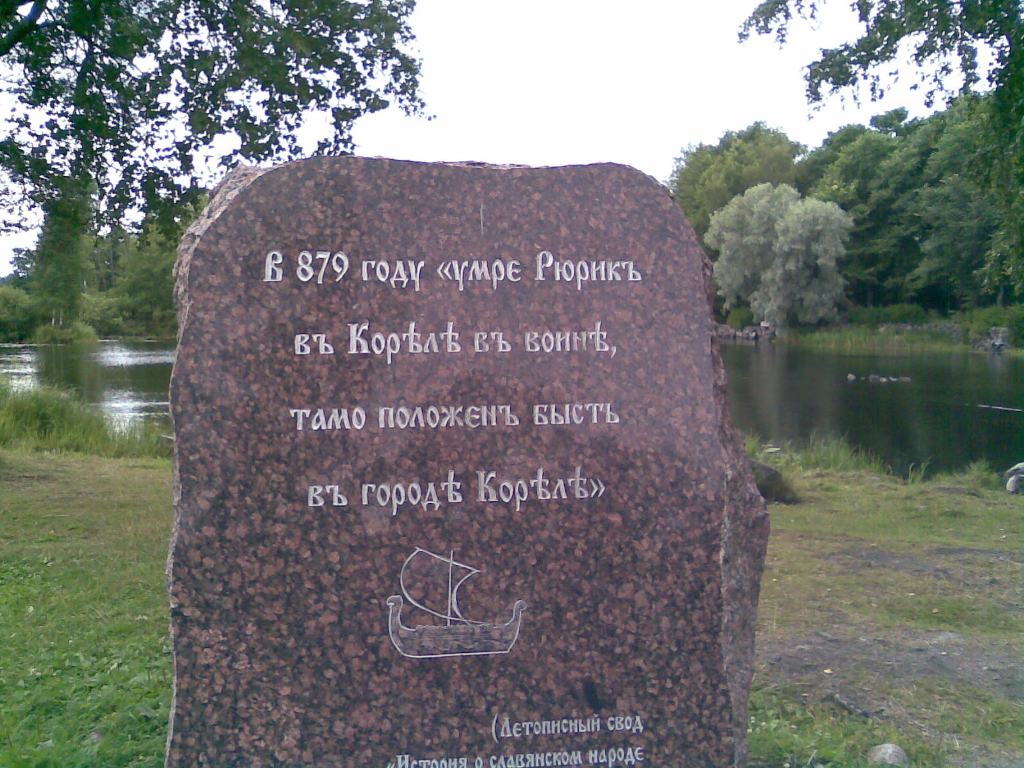 В 879 году «умре Рюрикъ
въ Корѣлѣ въ воинѣ,
тамо положенъ бысть
въ городѣ Корѣлѣ»
(Летописный свод
«История о славянском народе